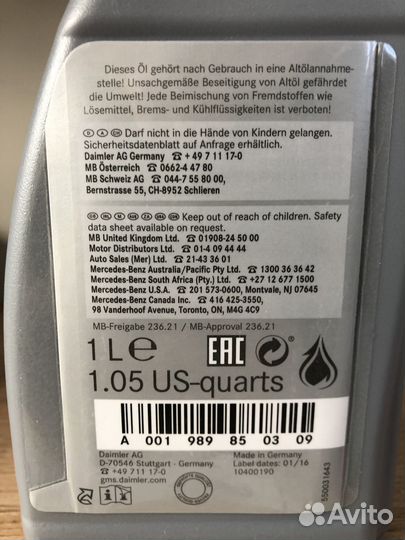 Dieses Öl gehört nach Gebrauch in eine Altölannahme-
stelle! Unsachgemäße Beseitigung von Altöl gefährdet
die Umwelt! Jede Beimischung von Fremdstoffen wie
Lösemittel, Brems- und Kühlflüssigkeiten ist verboten!
D A CH Darf nicht in die Hände von Kindern gelangen.
Sicherheitsdatenblatt auf Anfrage erhältlich.
Daimler AG Germany ☎ + 49 7 11 17-0
MB Österreich ☎ 0662-4 47 80
MB Schweiz AG ☎ 044-7 55 80 00,
Bernstrasse 55, CH-8952 Schlieren
Keep out of reach of children. Safety
data sheet available on request.
MB United Kingdom Ltd. ☎ 01908-24 50 00
Motor Distributors Ltd. ☎ 01-4 09 44 44
Auto Sales (Mer) Ltd. ☎ 21-43 36 01
Mercedes-Benz Australia/Pacific Pty Ltd. ☎ 1300 36 36 42
Mercedes-Benz South Africa Pty Ltd. ☎ +27 12 677 1500
Mercedes-Benz U.S.A. ☎ 201 573-0600, Montvale, NJ 07645
Mercedes-Benz Canada Inc. ☎ 416 425-3550,
98 Vanderhoof Avenue, Toronto, ON, M4G 4C9
MB-Freigabe 236.21 / MB-Approval 236.21
1 L e EAC
1.05 US-quarts
A 001 989 85 03 09
Daimler AG
D-70546 Stuttgart - Germany
☎ +49 711 17-0
gms.daimler.com
Made in Germany
Label dates: 01/16
10400190
550031643
Avito